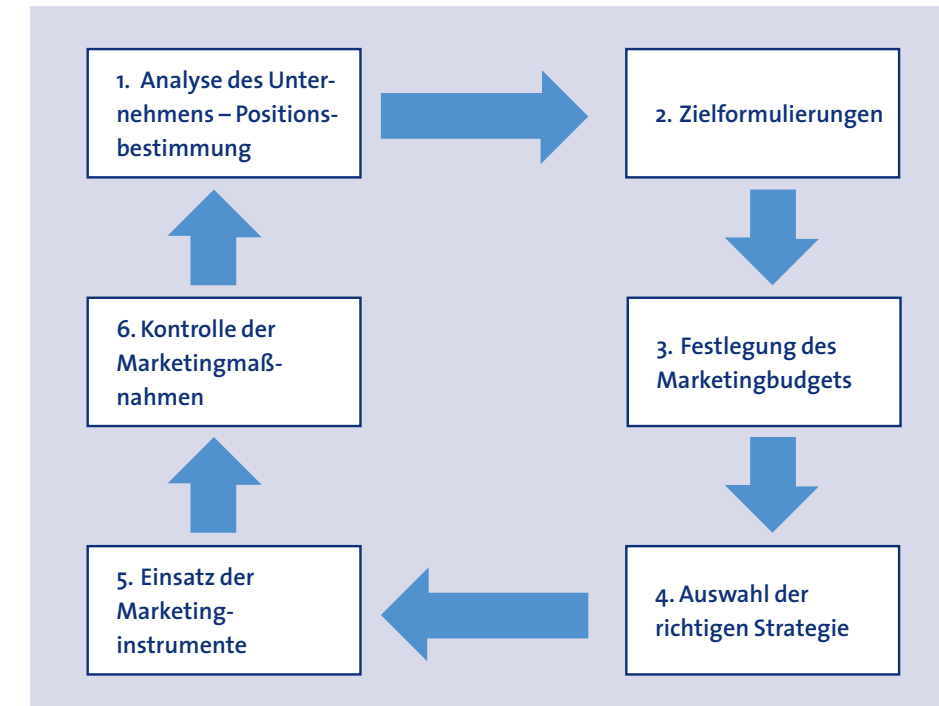 1. Analyse des Unter-
nehmens – Positions-
bestimmung
2. Zielformulierungen
3. Festlegung des
Marketingbudgets
4. Auswahl der
richtigen Strategie
5. Einsatz der
Marketing-
instrumente
6. Kontrolle der
Marketingmaß-
nahmen